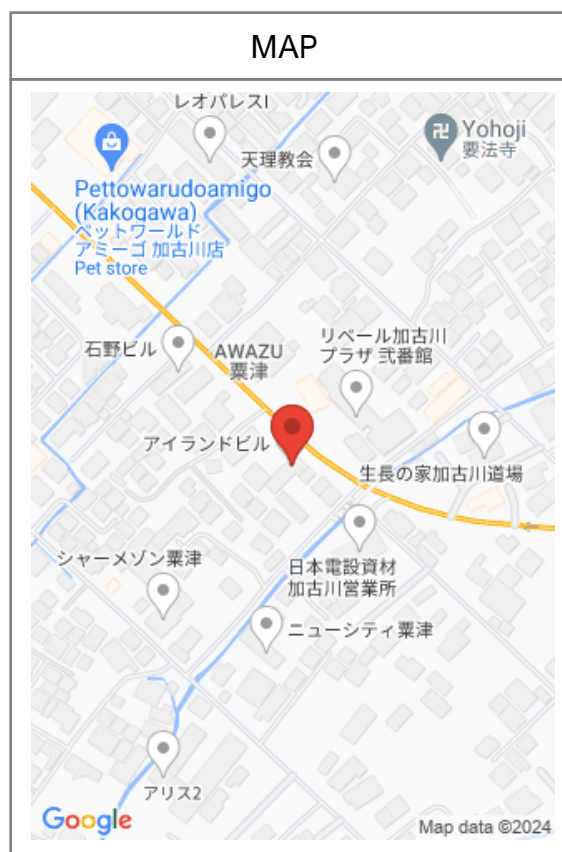 MAP
レオパレスI
天理教会
Yohoji
要法寺
Pettowarudoamigo
(Kakogawa)
ペットワールド
アミーゴ 加古川店
Pet store
石野ビル
AWAZU
粟津
リベール加古川
プラザ 弐番館
アイランドビル
生長の家加古川道場
シャーメゾン粟津
日本電設資材
加古川営業所
ニューシティ粟津
アリス2
Google
Map data ©2024